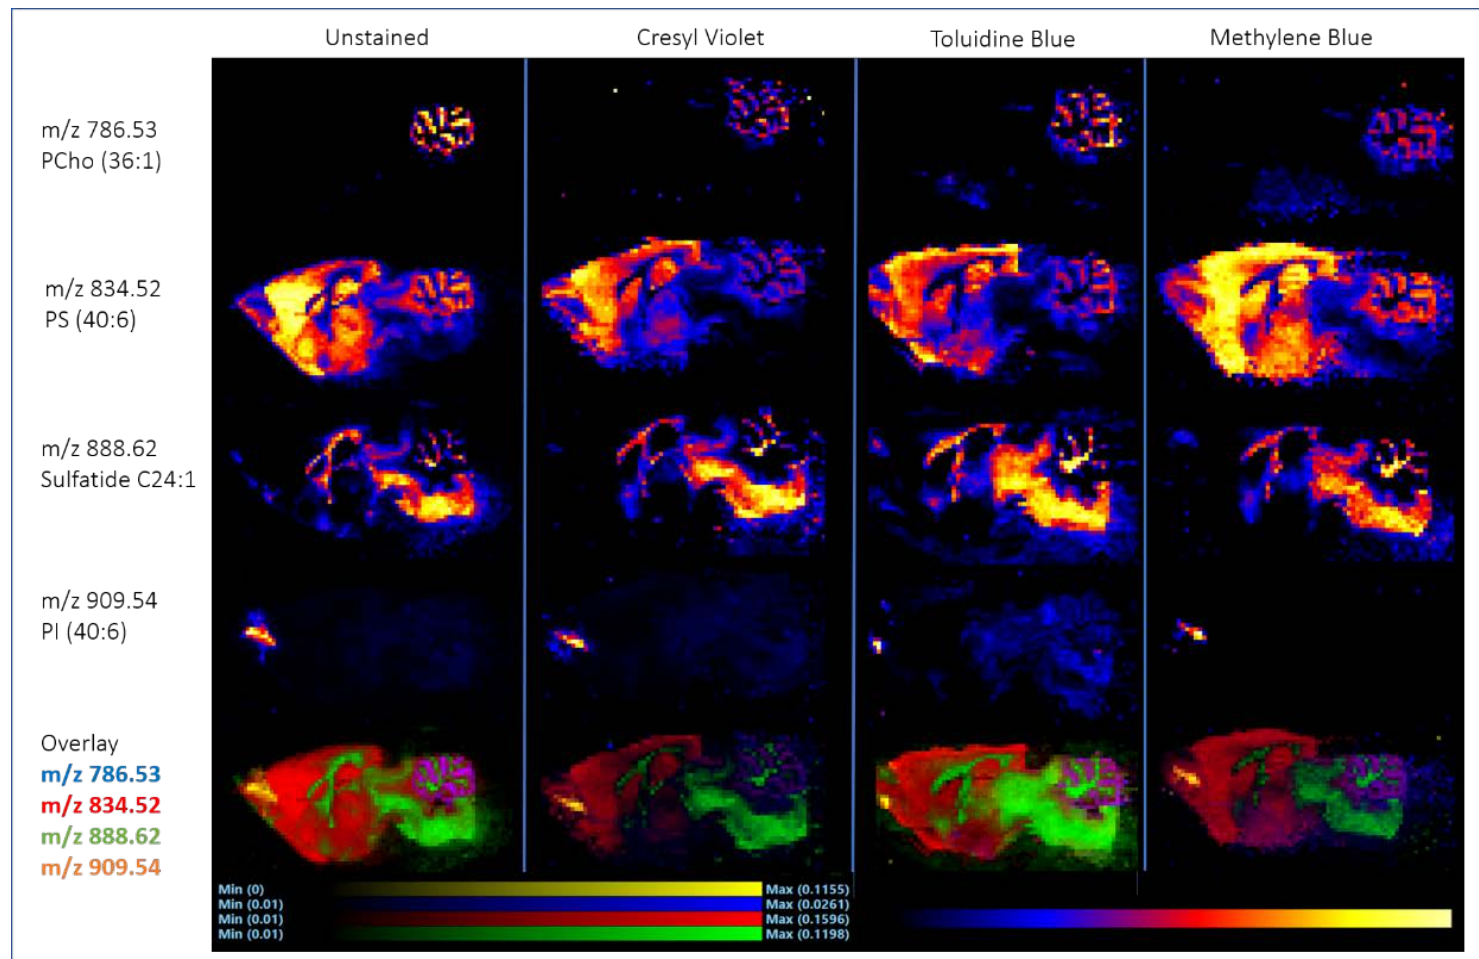 Unstained
Cresyl Violet
Toluidine Blue
Methylene Blue
m/z 786.53
PCho (36:1)
m/z 834.52
PS (40:6)
m/z 888.62
Sulfatide C24:1
m/z 909.54
PI (40:6)
Overlay
m/z 786.53
m/z 834.52
m/z 888.62
m/z 909.54
Min (0) Max (0.1155)
Min (0.01) Max (0.0261)
Min (0.01) Max (0.1596)
Min (0.01) Max (0.1198)